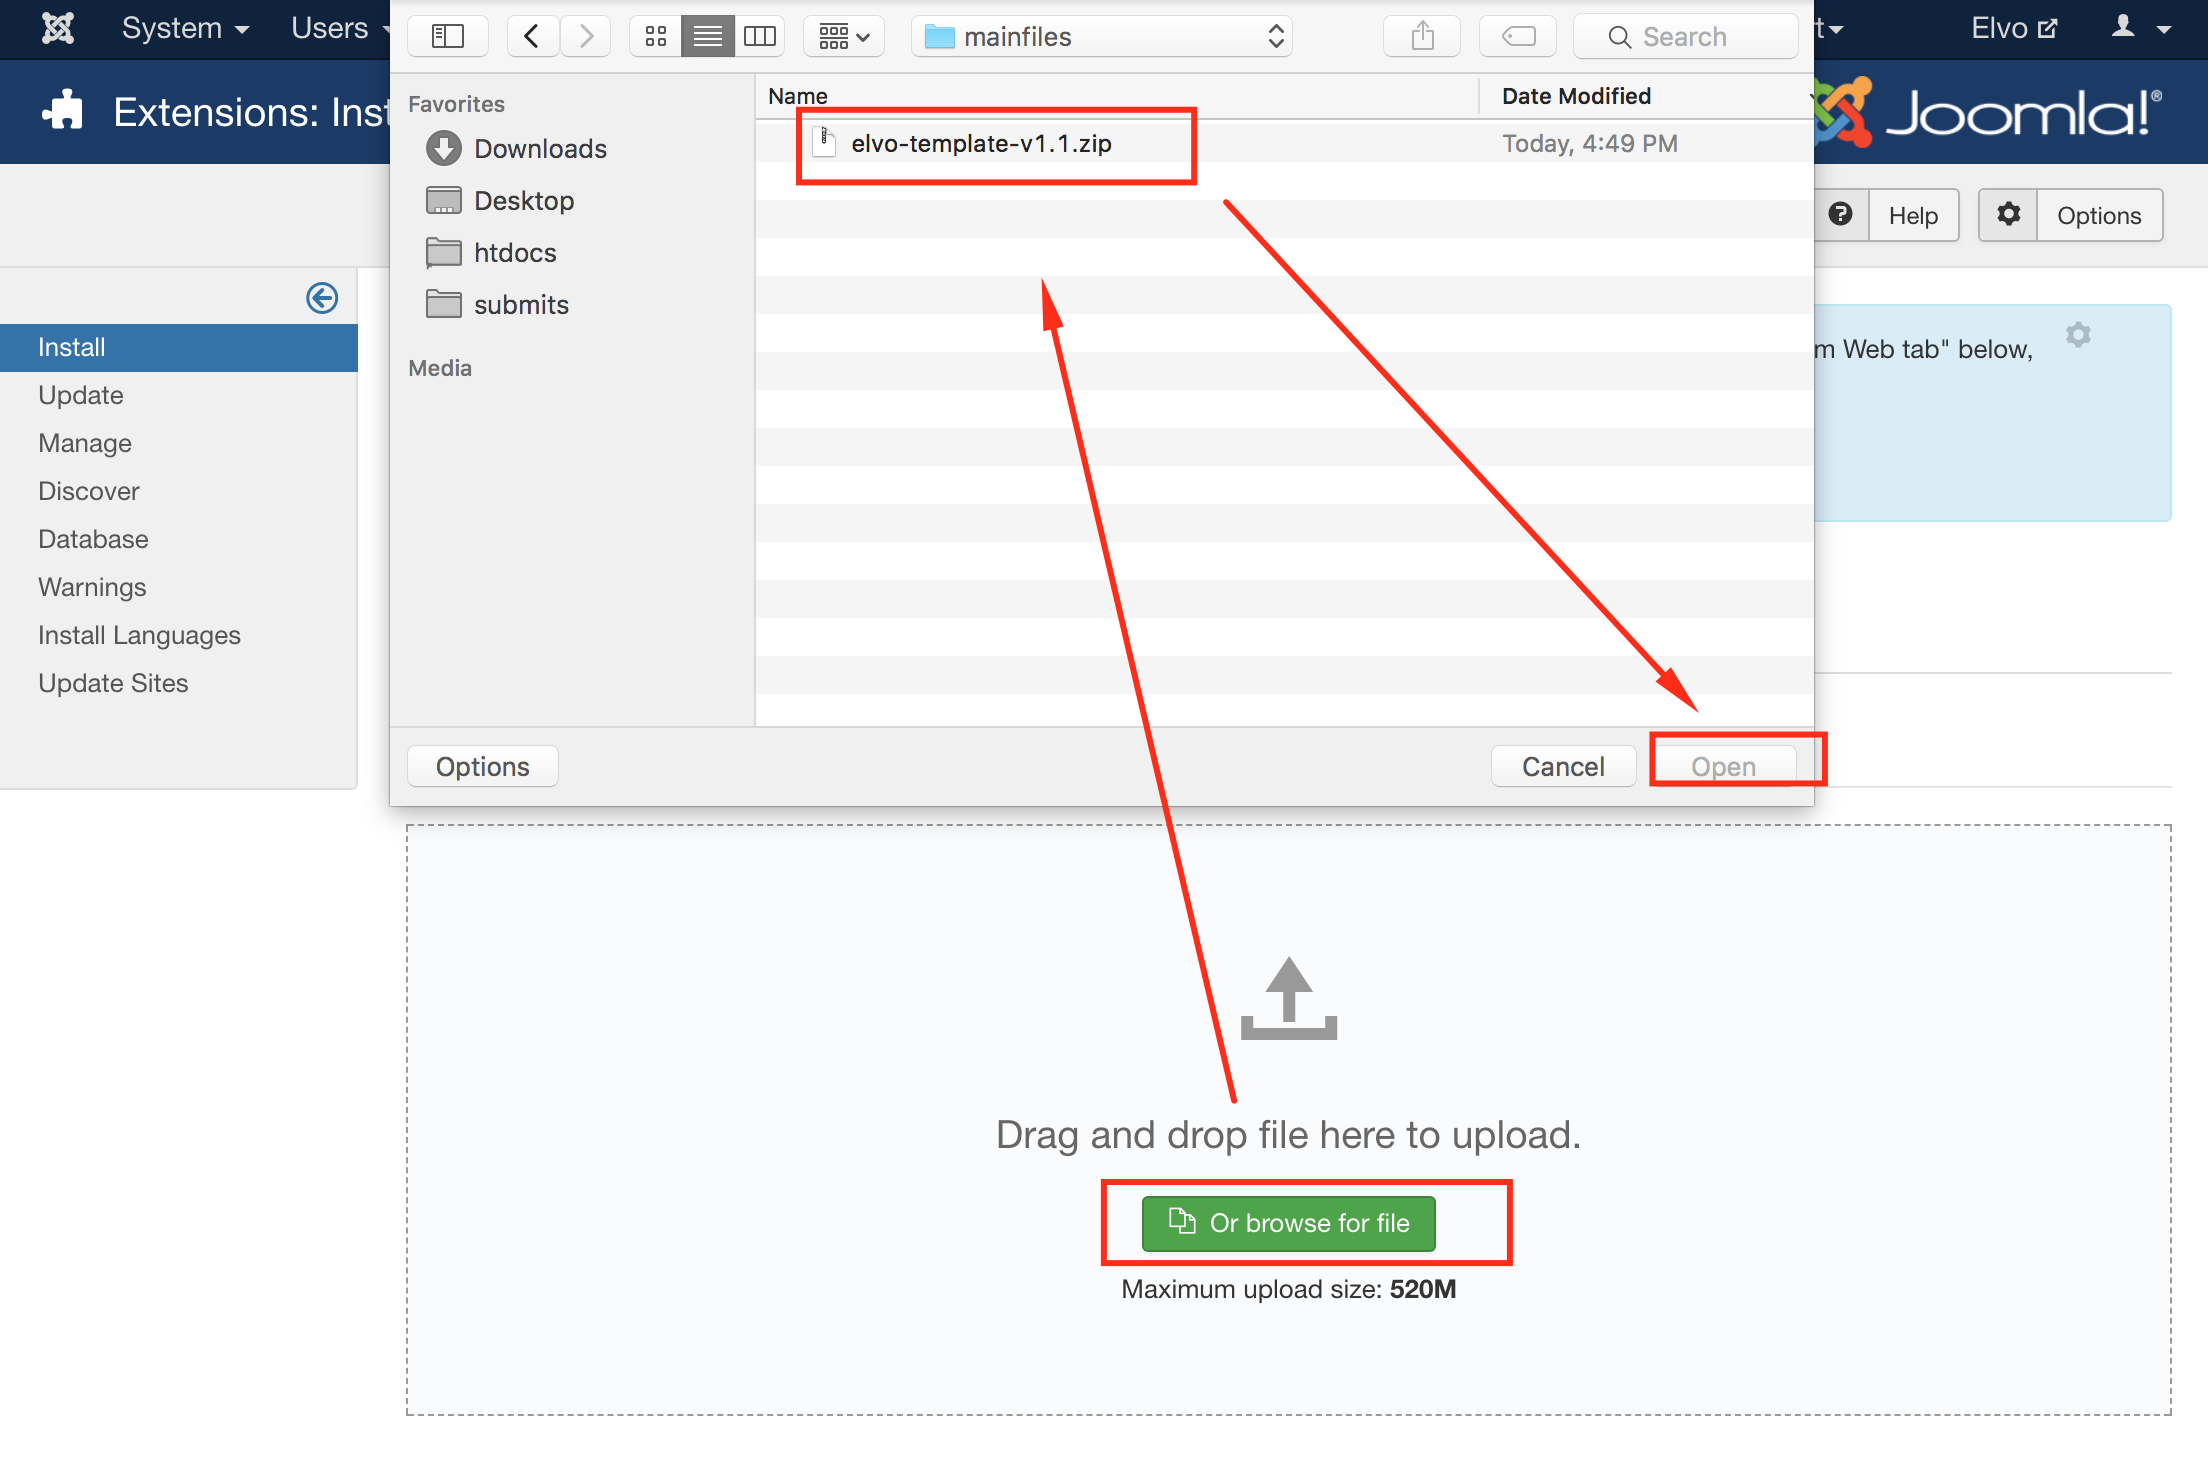 System
Users
mainfiles
Search
t
Elvo
Extensions: Inst
Joomla!®
Favorites
Downloads
Desktop
htdocs
submits
Media
Name
Date Modified
elvo-template-v1.1.zip
Today, 4:49 PM
Help
Options
Install
Update
Manage
Discover
Database
Warnings
Install Languages
Update Sites
m Web tab" below,
Options
Cancel
Open
Drag and drop file here to upload.
Or browse for file
Maximum upload size: 520M